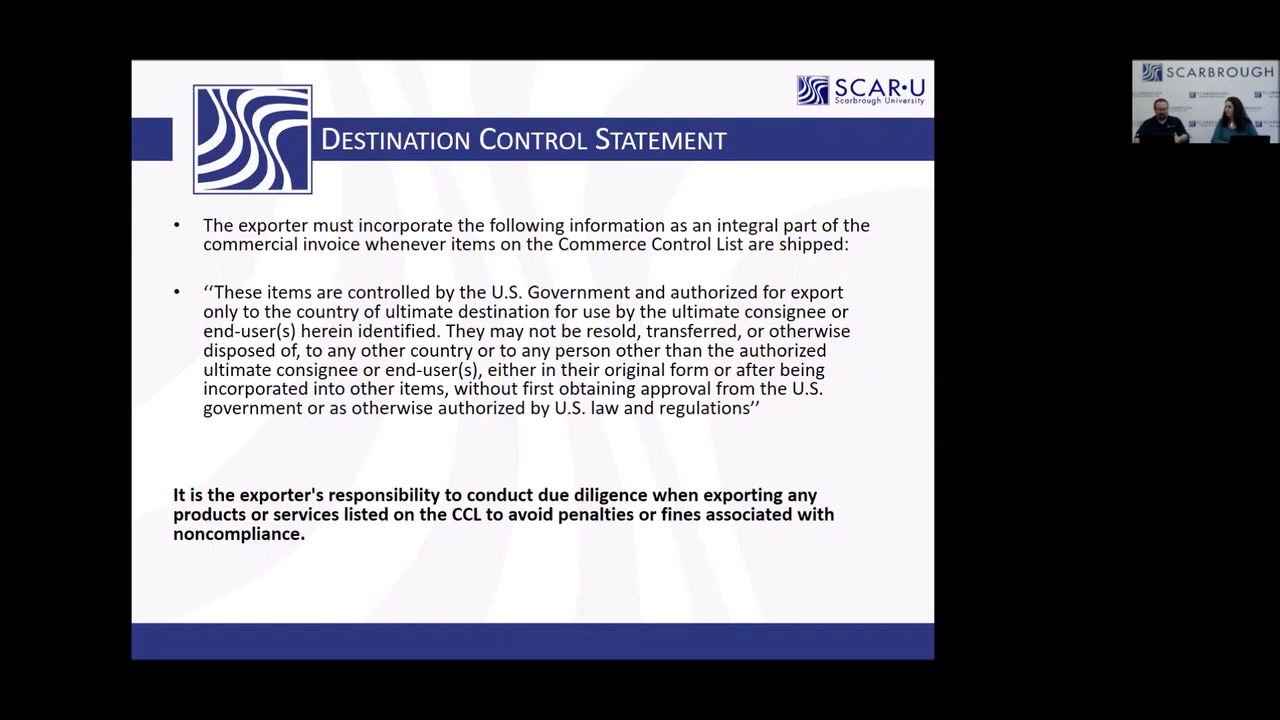 SCAR•U
Scarbrough University
DESTINATION CONTROL STATEMENT
• The exporter must incorporate the following information as an integral part of the
commercial invoice whenever items on the Commerce Control List are shipped:
• ‘‘These items are controlled by the U.S. Government and authorized for export
only to the country of ultimate destination for use by the ultimate consignee or
end-user(s) herein identified. They may not be resold, transferred, or otherwise
disposed of, to any other country or to any person other than the authorized
ultimate consignee or end-user(s), either in their original form or after being
incorporated into other items, without first obtaining approval from the U.S.
government or as otherwise authorized by U.S. law and regulations’’
It is the exporter's responsibility to conduct due diligence when exporting any
products or services listed on the CCL to avoid penalties or fines associated with
noncompliance.
SCARBROUGH